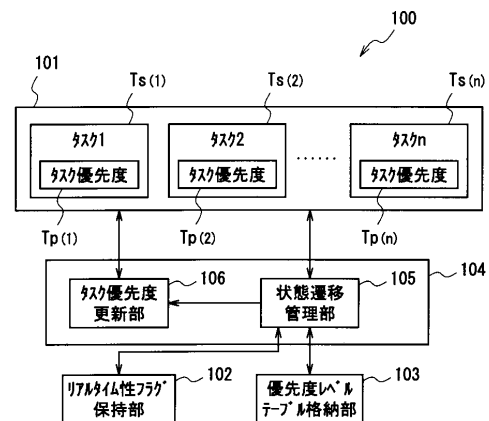 100
101
Ts(1)
Ts(2)
Ts(n)
タスク1
タスク2
タスクn
タスク優先度
タスク優先度
‥‥‥
タスク優先度
Tp(1)
Tp(2)
Tp(n)
106
105
104
タスク優先度
更新部
状態遷移
管理部
102
103
リアルタイム性フラグ
保持部
優先度レベル
テーブル格納部